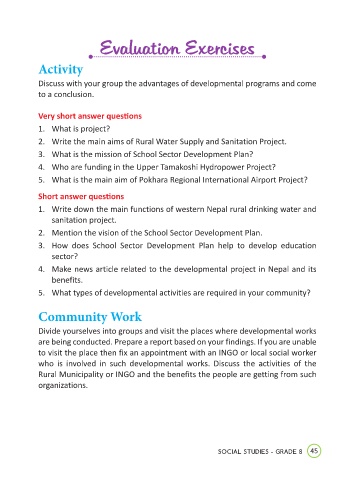 Evaluation Exercises
Activity
Discuss with your group the advantages of developmental programs and come
to a conclusion.
Very short answer questions
1. What is project?
2. Write the main aims of Rural Water Supply and Sanitation Project.
3. What is the mission of School Sector Development Plan?
4. Who are funding in the Upper Tamakoshi Hydropower Project?
5. What is the main aim of Pokhara Regional International Airport Project?
Short answer questions
1. Write down the main functions of western Nepal rural drinking water and
sanitation project.
2. Mention the vision of the School Sector Development Plan.
3. How does School Sector Development Plan help to develop education
sector?
4. Make news article related to the developmental project in Nepal and its
benefits.
5. What types of developmental activities are required in your community?
Community Work
Divide yourselves into groups and visit the places where developmental works
are being conducted. Prepare a report based on your findings. If you are unable
to visit the place then fix an appointment with an INGO or local social worker
who is involved in such developmental works. Discuss the activities of the
Rural Municipality or INGO and the benefits the people are getting from such
organizations.
SOCIAL STUDIES - GRADE 8 45